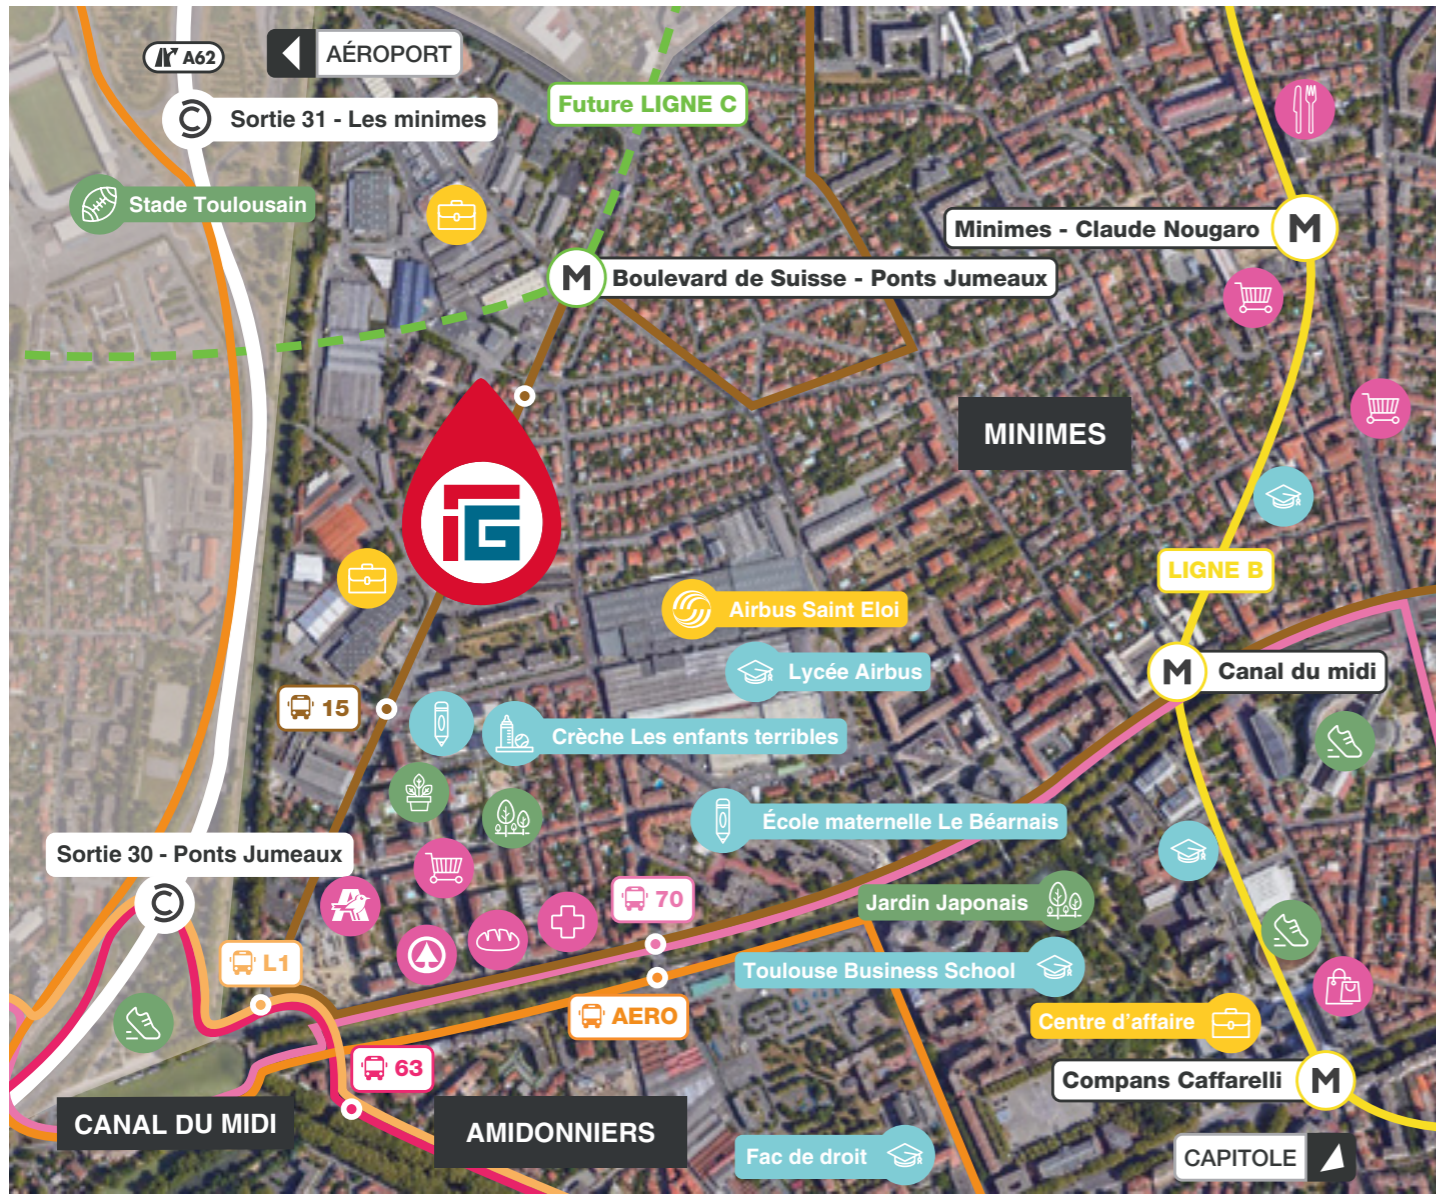 A62
AÉROPORT
Sortie 31 - Les minimes
Future LIGNE C
Stade Toulousain
Minimes - Claude Nougaro
M
M
Boulevard de Suisse - Ponts Jumeaux
MINIMES
LIGNE B
Airbus Saint Eloi
Lycée Airbus
M
Canal du midi
15
Crèche Les enfants terribles
École maternelle Le Béarnais
Sortie 30 - Ponts Jumeaux
70
Jardin Japonais
L1
Toulouse Business School
AERO
Centre d'affaire
63
Compans Caffarelli
M
CANAL DU MIDI
AMIDONNIERS
Fac de droit
CAPITOLE